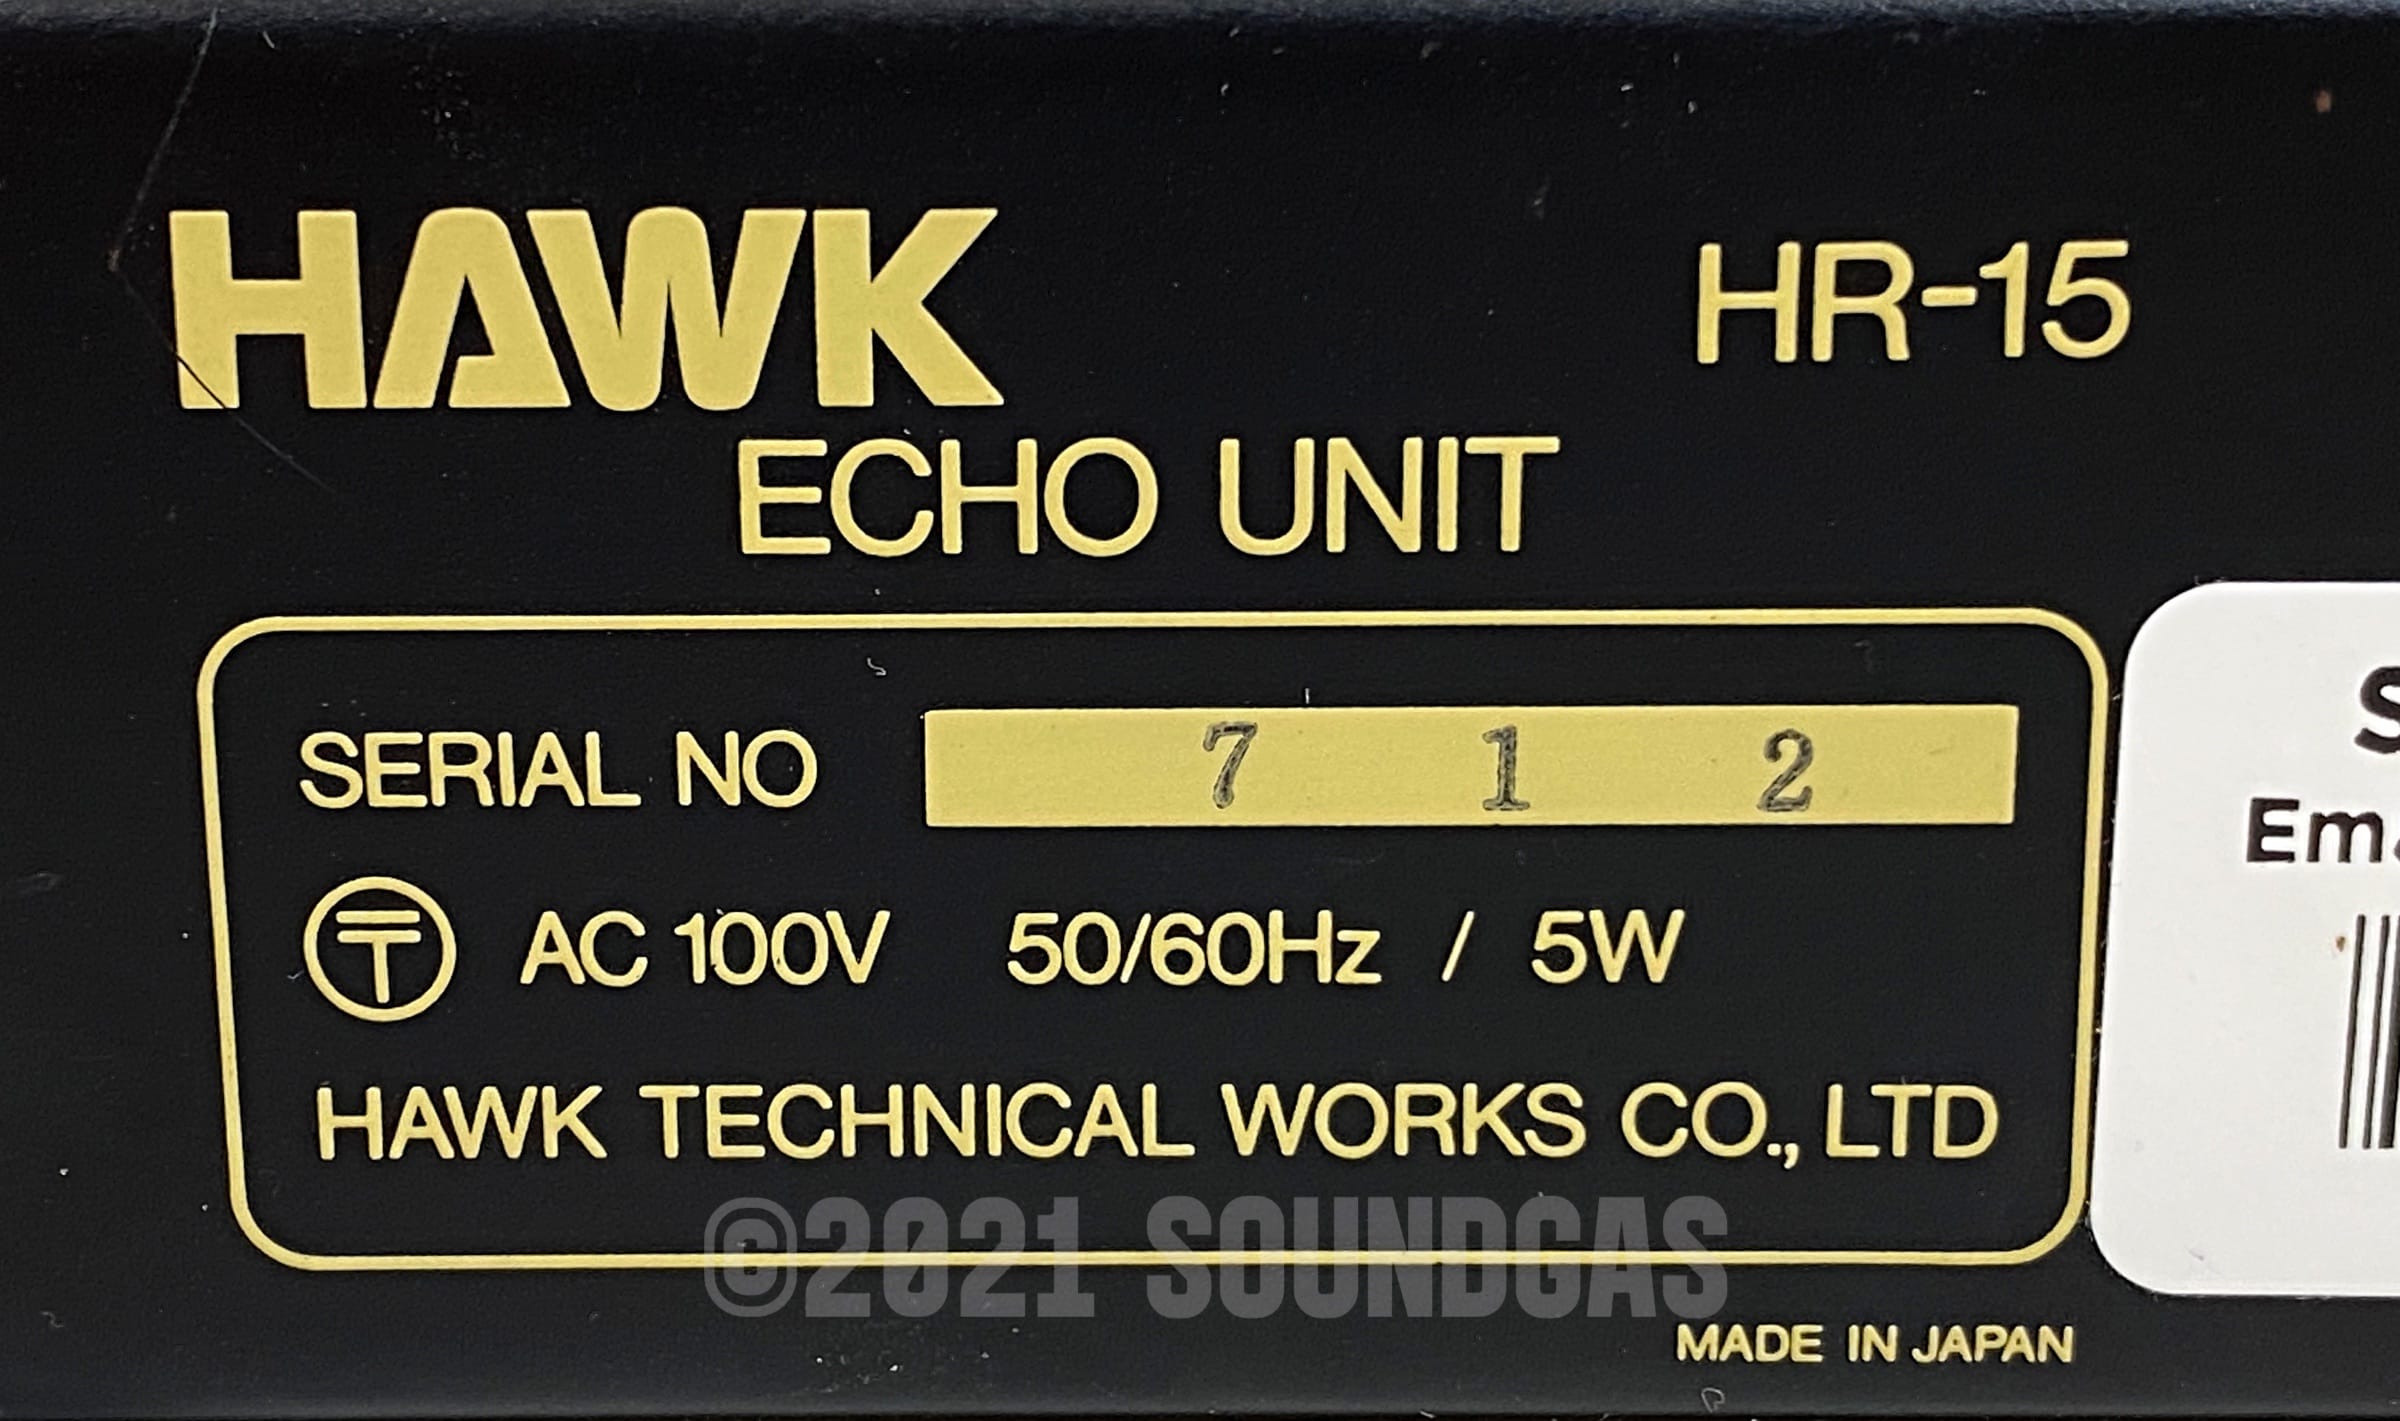 HAWK HR-15
ECHO UNIT
SERIAL NO 7 1 2
〒 AC 100V 50/60Hz / 5W
HAWK TECHNICAL WORKS CO., LTD
©2021 SOUNDGAS
MADE IN JAPAN